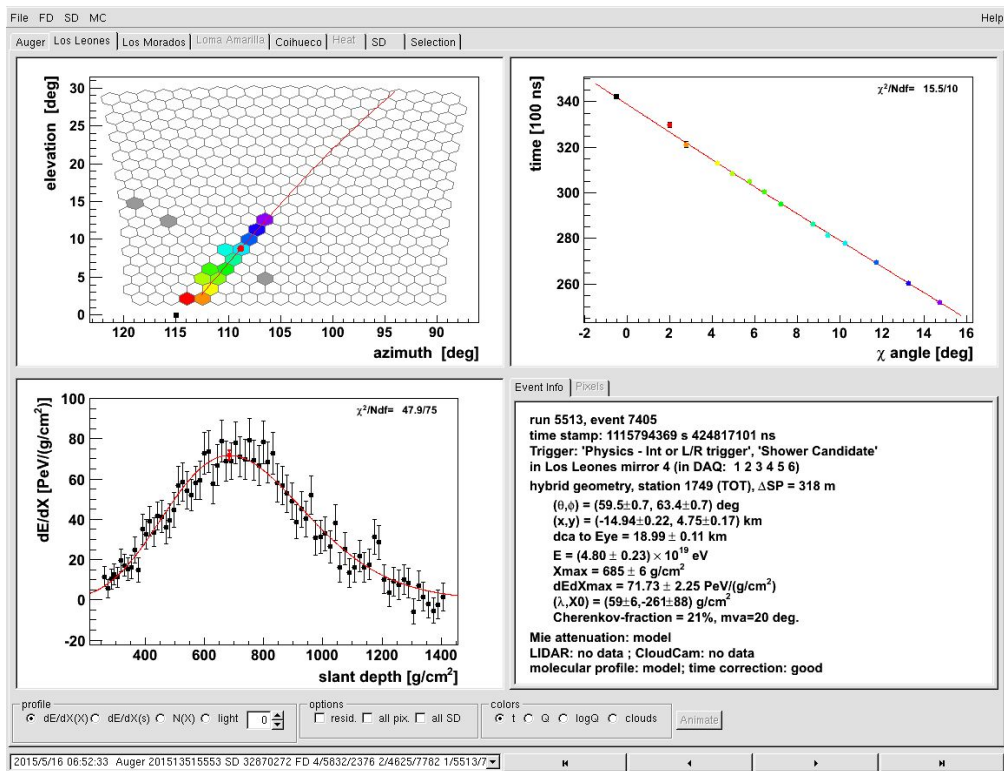 File FD SD MC Help
Auger Los Leones Los Morados Loma Amarilla Coihueco Heat SD Selection
elevation [deg]
30
20
10
0
120 115 110 105 100 95 90
azimuth [deg]
χ²/Ndf= 15.5/10
time [100 ns]
340
320
300
280
260
-2 0 2 4 6 8 10 12 14 16
χ angle [deg]
χ²/Ndf= 47.9/75
dE/dX [PeV/(g/cm²)]
100
80
60
40
20
0
-20
400 600 800 1000 1200 1400
slant depth [g/cm²]
Event Info Pixels
run 5513, event 7405
time stamp: 1115794369 s 424817101 ns
Trigger: 'Physics - Int or L/R trigger', 'Shower Candidate'
in Los Leones mirror 4 (in DAQ: 1 2 3 4 5 6)
hybrid geometry, station 1749 (TOT), ΔSP = 318 m
(θ,ϕ) = (59.5±0.7, 63.4±0.7) deg
(x,y) = (-14.94±0.22, 4.75±0.17) km
dca to Eye = 18.99 ± 0.11 km
E = (4.80 ± 0.23) × 10¹⁹ eV
Xmax = 685 ± 6 g/cm²
dEdXmax = 71.73 ± 2.25 PeV/(g/cm²)
(λ,X0) = (59±6,-261±88) g/cm²
Cherenkov-fraction = 21%, mva=20 deg.
Mie attenuation: model
LIDAR: no data ; CloudCam: no data
molecular profile: model; time correction: good
profile
dE/dX(X) dE/dX(s) N(X) light 0
options
resid. all pix. all SD
colors
t Q logQ clouds
Animate
2015/5/16 06:52:33 Auger 201513515553 SD 32870272 FD 4/5832/2376 2/4625/7782 1/5513/7